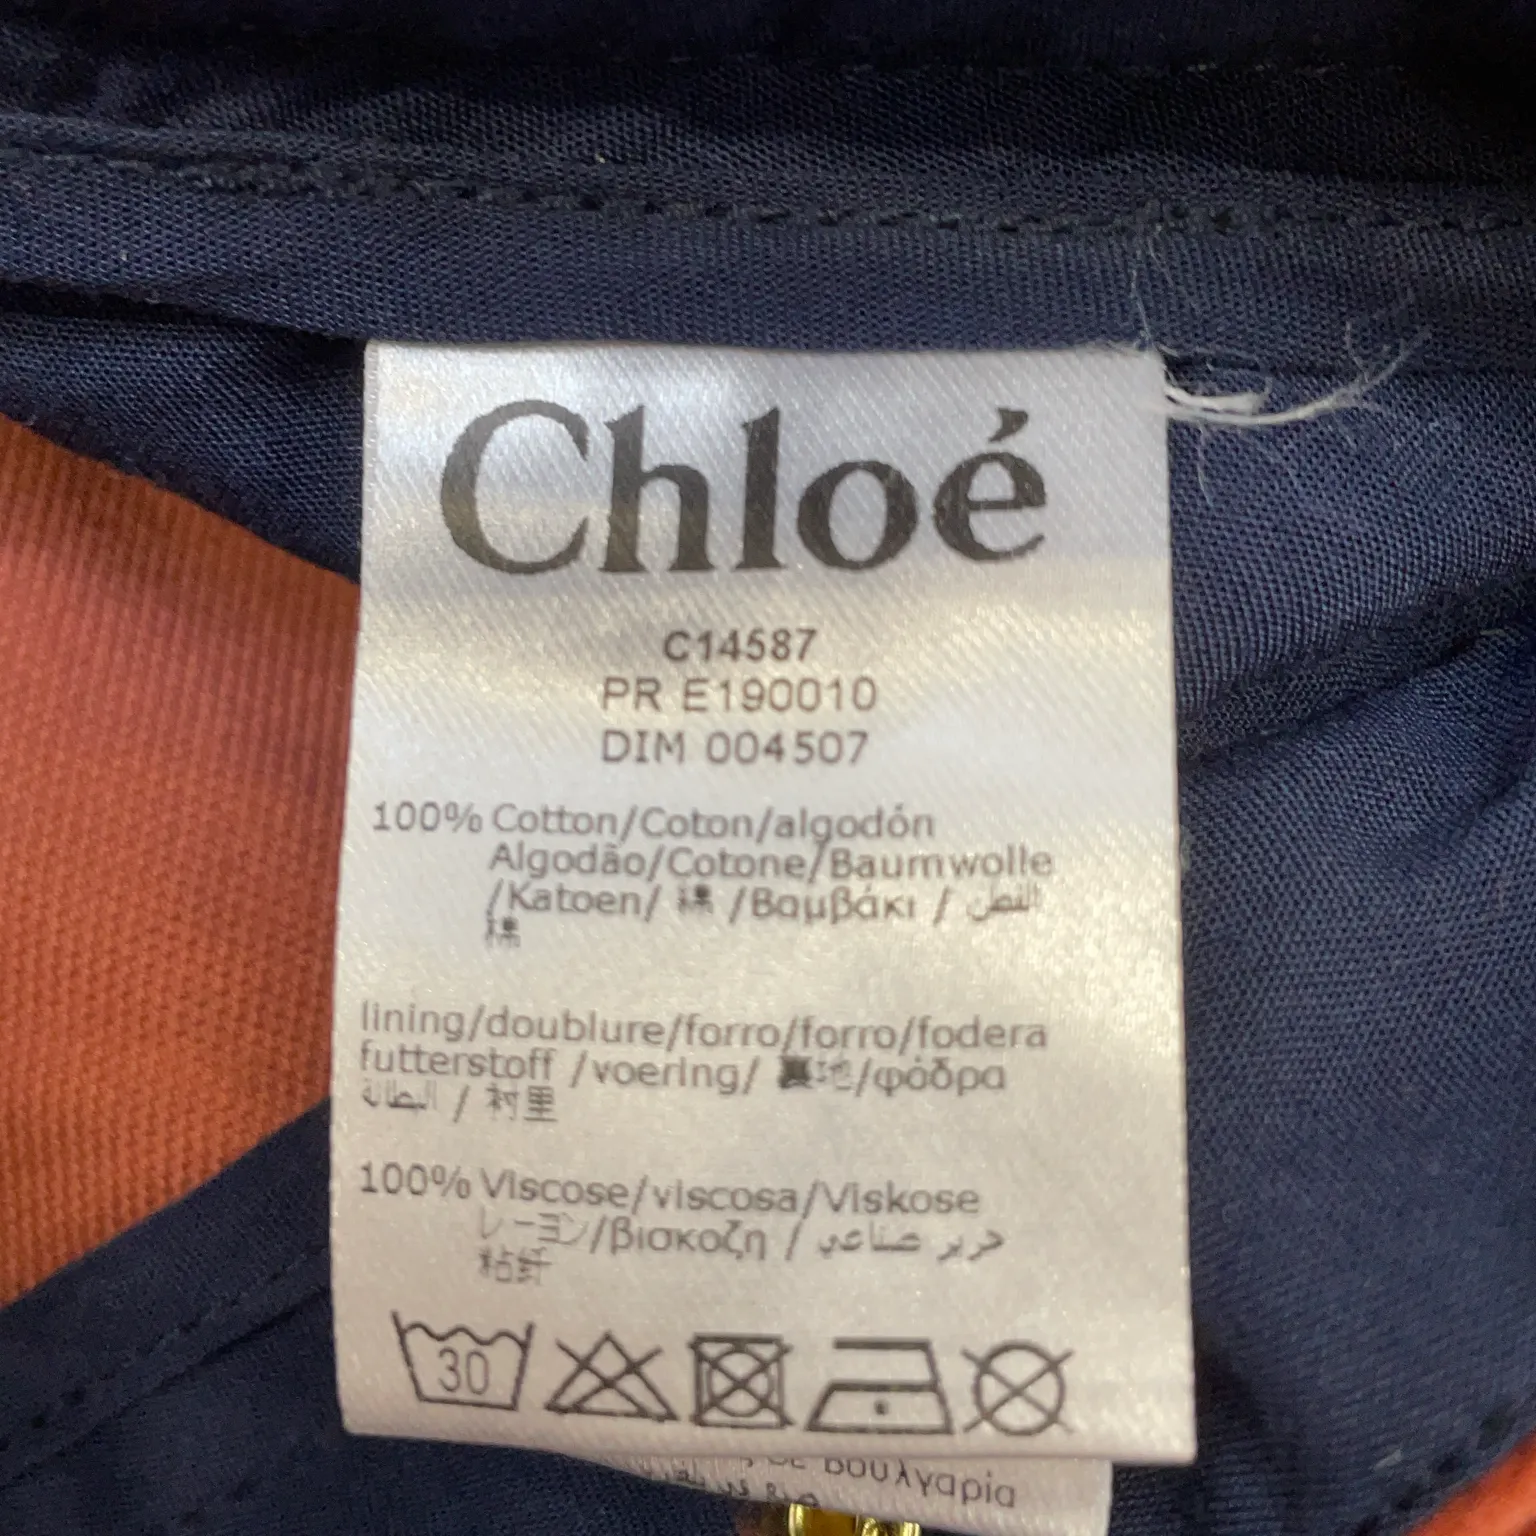 Chloé
C14587
PR E190010
DIM 004507
100% Cotton/Coton/algodón
Algodão/Cotone/Baumwolle
/Katoen/ 綿 /Βαμβάκι / القطن
棉
lining/doublure/forro/forro/fodera
futterstoff /voering/ 裏地/φόδρα
البطانة / 衬里
100% Viscose/viscosa/Viskose
レーヨン/βισκοζη / حرير صناعي
粘纤
30
Βουλγαρία